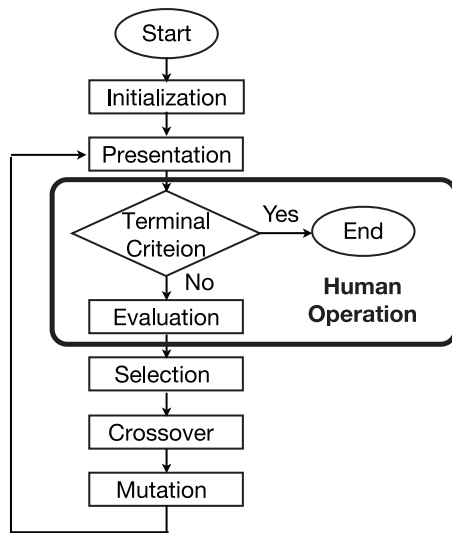 Start
Initialization
Presentation
Terminal
Criteion
Yes
End
No
Human
Operation
Evaluation
Selection
Crossover
Mutation